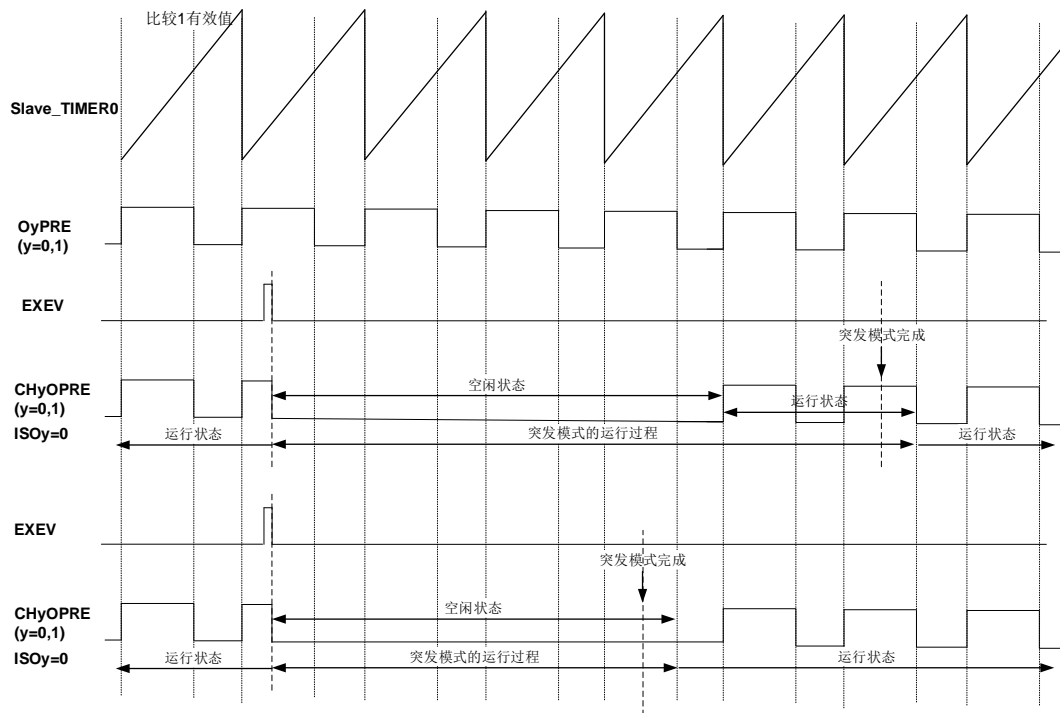 比较1有效值
Slave_TIMER0
OyPRE
(y=0,1)
EXEV
突发模式完成
CHyOPRE
(y=0,1)
ISOy=0
空闲状态
运行状态
运行状态
突发模式的运行过程
运行状态
EXEV
突发模式完成
CHyOPRE
(y=0,1)
ISOy=0
空闲状态
运行状态
突发模式的运行过程
运行状态